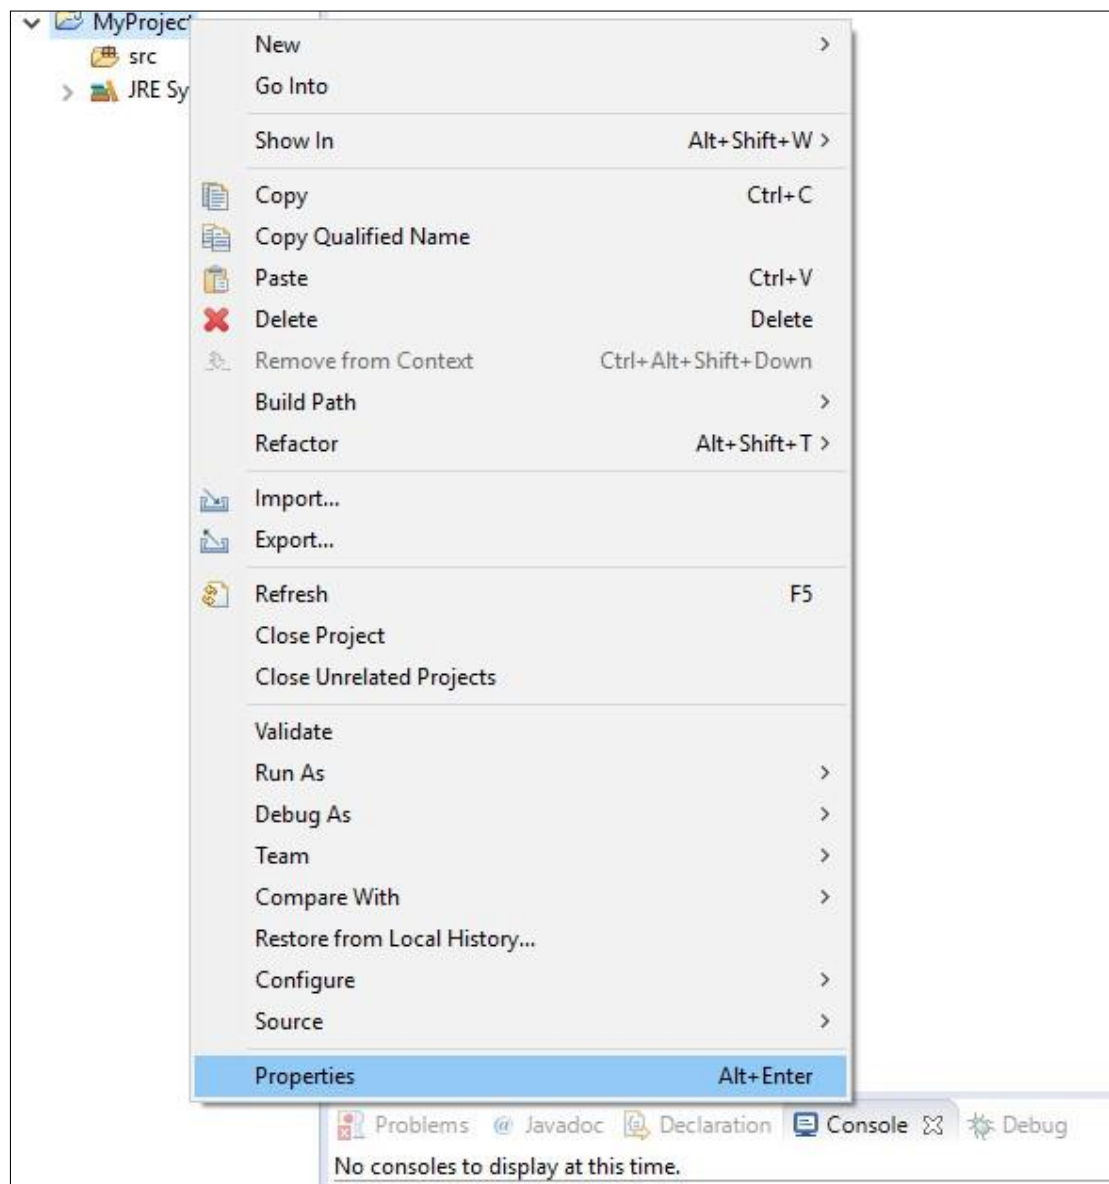 MyProject
src
JRE Sy
New
Go Into
Show In Alt+Shift+W
Copy Ctrl+C
Copy Qualified Name
Paste Ctrl+V
Delete Delete
Remove from Context Ctrl+Alt+Shift+Down
Build Path
Refactor Alt+Shift+T
Import...
Export...
Refresh F5
Close Project
Close Unrelated Projects
Validate
Run As
Debug As
Team
Compare With
Restore from Local History...
Configure
Source
Properties Alt+Enter
Problems @ Javadoc Declaration Console Debug
No consoles to display at this time.